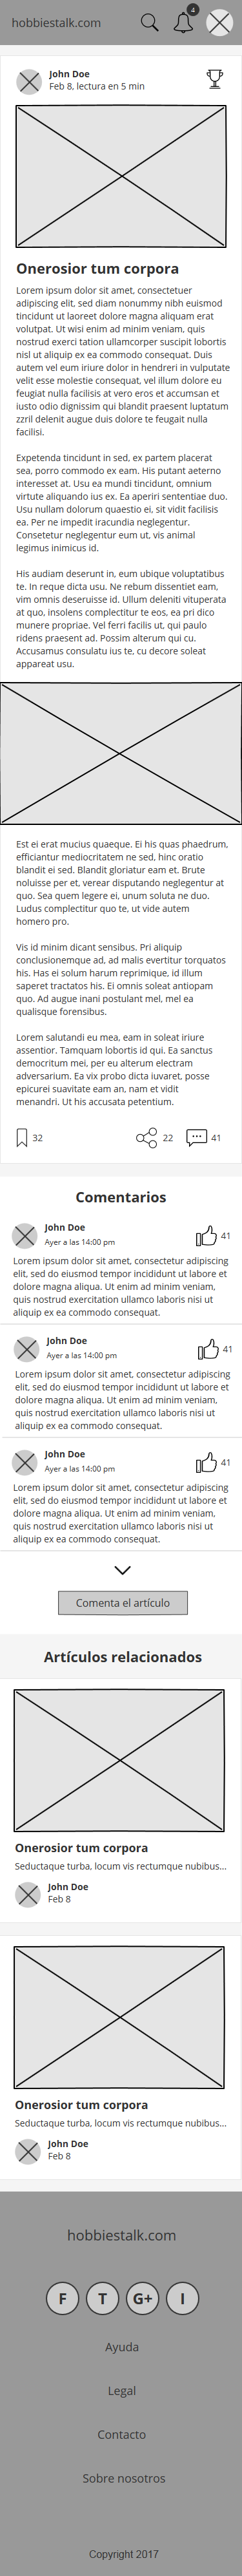 hobbiestalk.com
4
John Doe
Feb 8, lectura en 5 min
Onerosior tum corpora
Lorem ipsum dolor sit amet, consectetuer
adipiscing elit, sed diam nonummy nibh euismod
tincidunt ut laoreet dolore magna aliquam erat
volutpat. Ut wisi enim ad minim veniam, quis
nostrud exerci tation ullamcorper suscipit lobortis
nisl ut aliquip ex ea commodo consequat. Duis
autem vel eum iriure dolor in hendreri in vulputate
velit esse molestie consequat, vel illum dolore eu
feugiat nulla facilisis at vero eros et accumsan et
iusto odio dignissim qui blandit praesent luptatum
zzril delenit augue duis dolore te feugait nulla
facilisi.
Expetenda tincidunt in sed, ex partem placerat
sea, porro commodo ex eam. His putant aeterno
interesset at. Usu ea mundi tincidunt, omnium
virtute aliquando ius ex. Ea aperiri sententiae duo.
Usu nullam dolorum quaestio ei, sit vidit facilisis
ea. Per ne impedit iracundia neglegentur.
Consetetur neglegentur eum ut, vis animal
legimus inimicus id.
His audiam deserunt in, eum ubique voluptatibus
te. In reque dicta usu. Ne rebum dissentiet eam,
vim omnis deseruisse id. Ullum deleniti vituperata
at quo, insolens complectitur te eos, ea pri dico
munere propriae. Vel ferri facilis ut, qui paulo
ridens praesent ad. Possim alterum qui cu.
Accusamus consulatu ius te, cu decore soleat
appareat usu.
Est ei erat mucius quaeque. Ei his quas phaedrum,
efficiantur mediocritatem ne sed, hinc oratio
blandit ei sed. Blandit gloriatur eam et. Brute
noluisse per et, verear disputando neglegentur at
quo. Sea quem legere ei, unum soluta ne duo.
Ludus complectitur quo te, ut vide autem
homero pro.
Vis id minim dicant sensibus. Pri aliquip
conclusionemque ad, ad malis evertitur torquatos
his. Has ei solum harum reprimique, id illum
saperet tractatos his. Ei omnis soleat antiopam
quo. Ad augue inani postulant mel, mel ea
qualisque forensibus.
Lorem salutandi eu mea, eam in soleat iriure
assentior. Tamquam lobortis id qui. Ea sanctus
democritum mei, per eu alterum electram
adversarium. Ea vix probo dicta iuvaret, posse
epicurei suavitate eam an, nam et vidit
menandri. Ut his accusata petentium.
32
22
41
Comentarios
John Doe
Ayer a las 14:00 pm
41
Lorem ipsum dolor sit amet, consectetur adipiscing
elit, sed do eiusmod tempor incididunt ut labore et
dolore magna aliqua. Ut enim ad minim veniam,
quis nostrud exercitation ullamco laboris nisi ut
aliquip ex ea commodo consequat.
John Doe
Ayer a las 14:00 pm
41
Lorem ipsum dolor sit amet, consectetur adipiscing
elit, sed do eiusmod tempor incididunt ut labore et
dolore magna aliqua. Ut enim ad minim veniam,
quis nostrud exercitation ullamco laboris nisi ut
aliquip ex ea commodo consequat.
John Doe
Ayer a las 14:00 pm
41
Lorem ipsum dolor sit amet, consectetur adipiscing
elit, sed do eiusmod tempor incididunt ut labore et
dolore magna aliqua. Ut enim ad minim veniam,
quis nostrud exercitation ullamco laboris nisi ut
aliquip ex ea commodo consequat.
Comenta el artículo
Artículos relacionados
Onerosior tum corpora
Seductaque turba, locum vis rectumque nubibus...
John Doe
Feb 8
Onerosior tum corpora
Seductaque turba, locum vis rectumque nubibus...
John Doe
Feb 8
hobbiestalk.com
F T G+ I
Ayuda
Legal
Contacto
Sobre nosotros
Copyright 2017